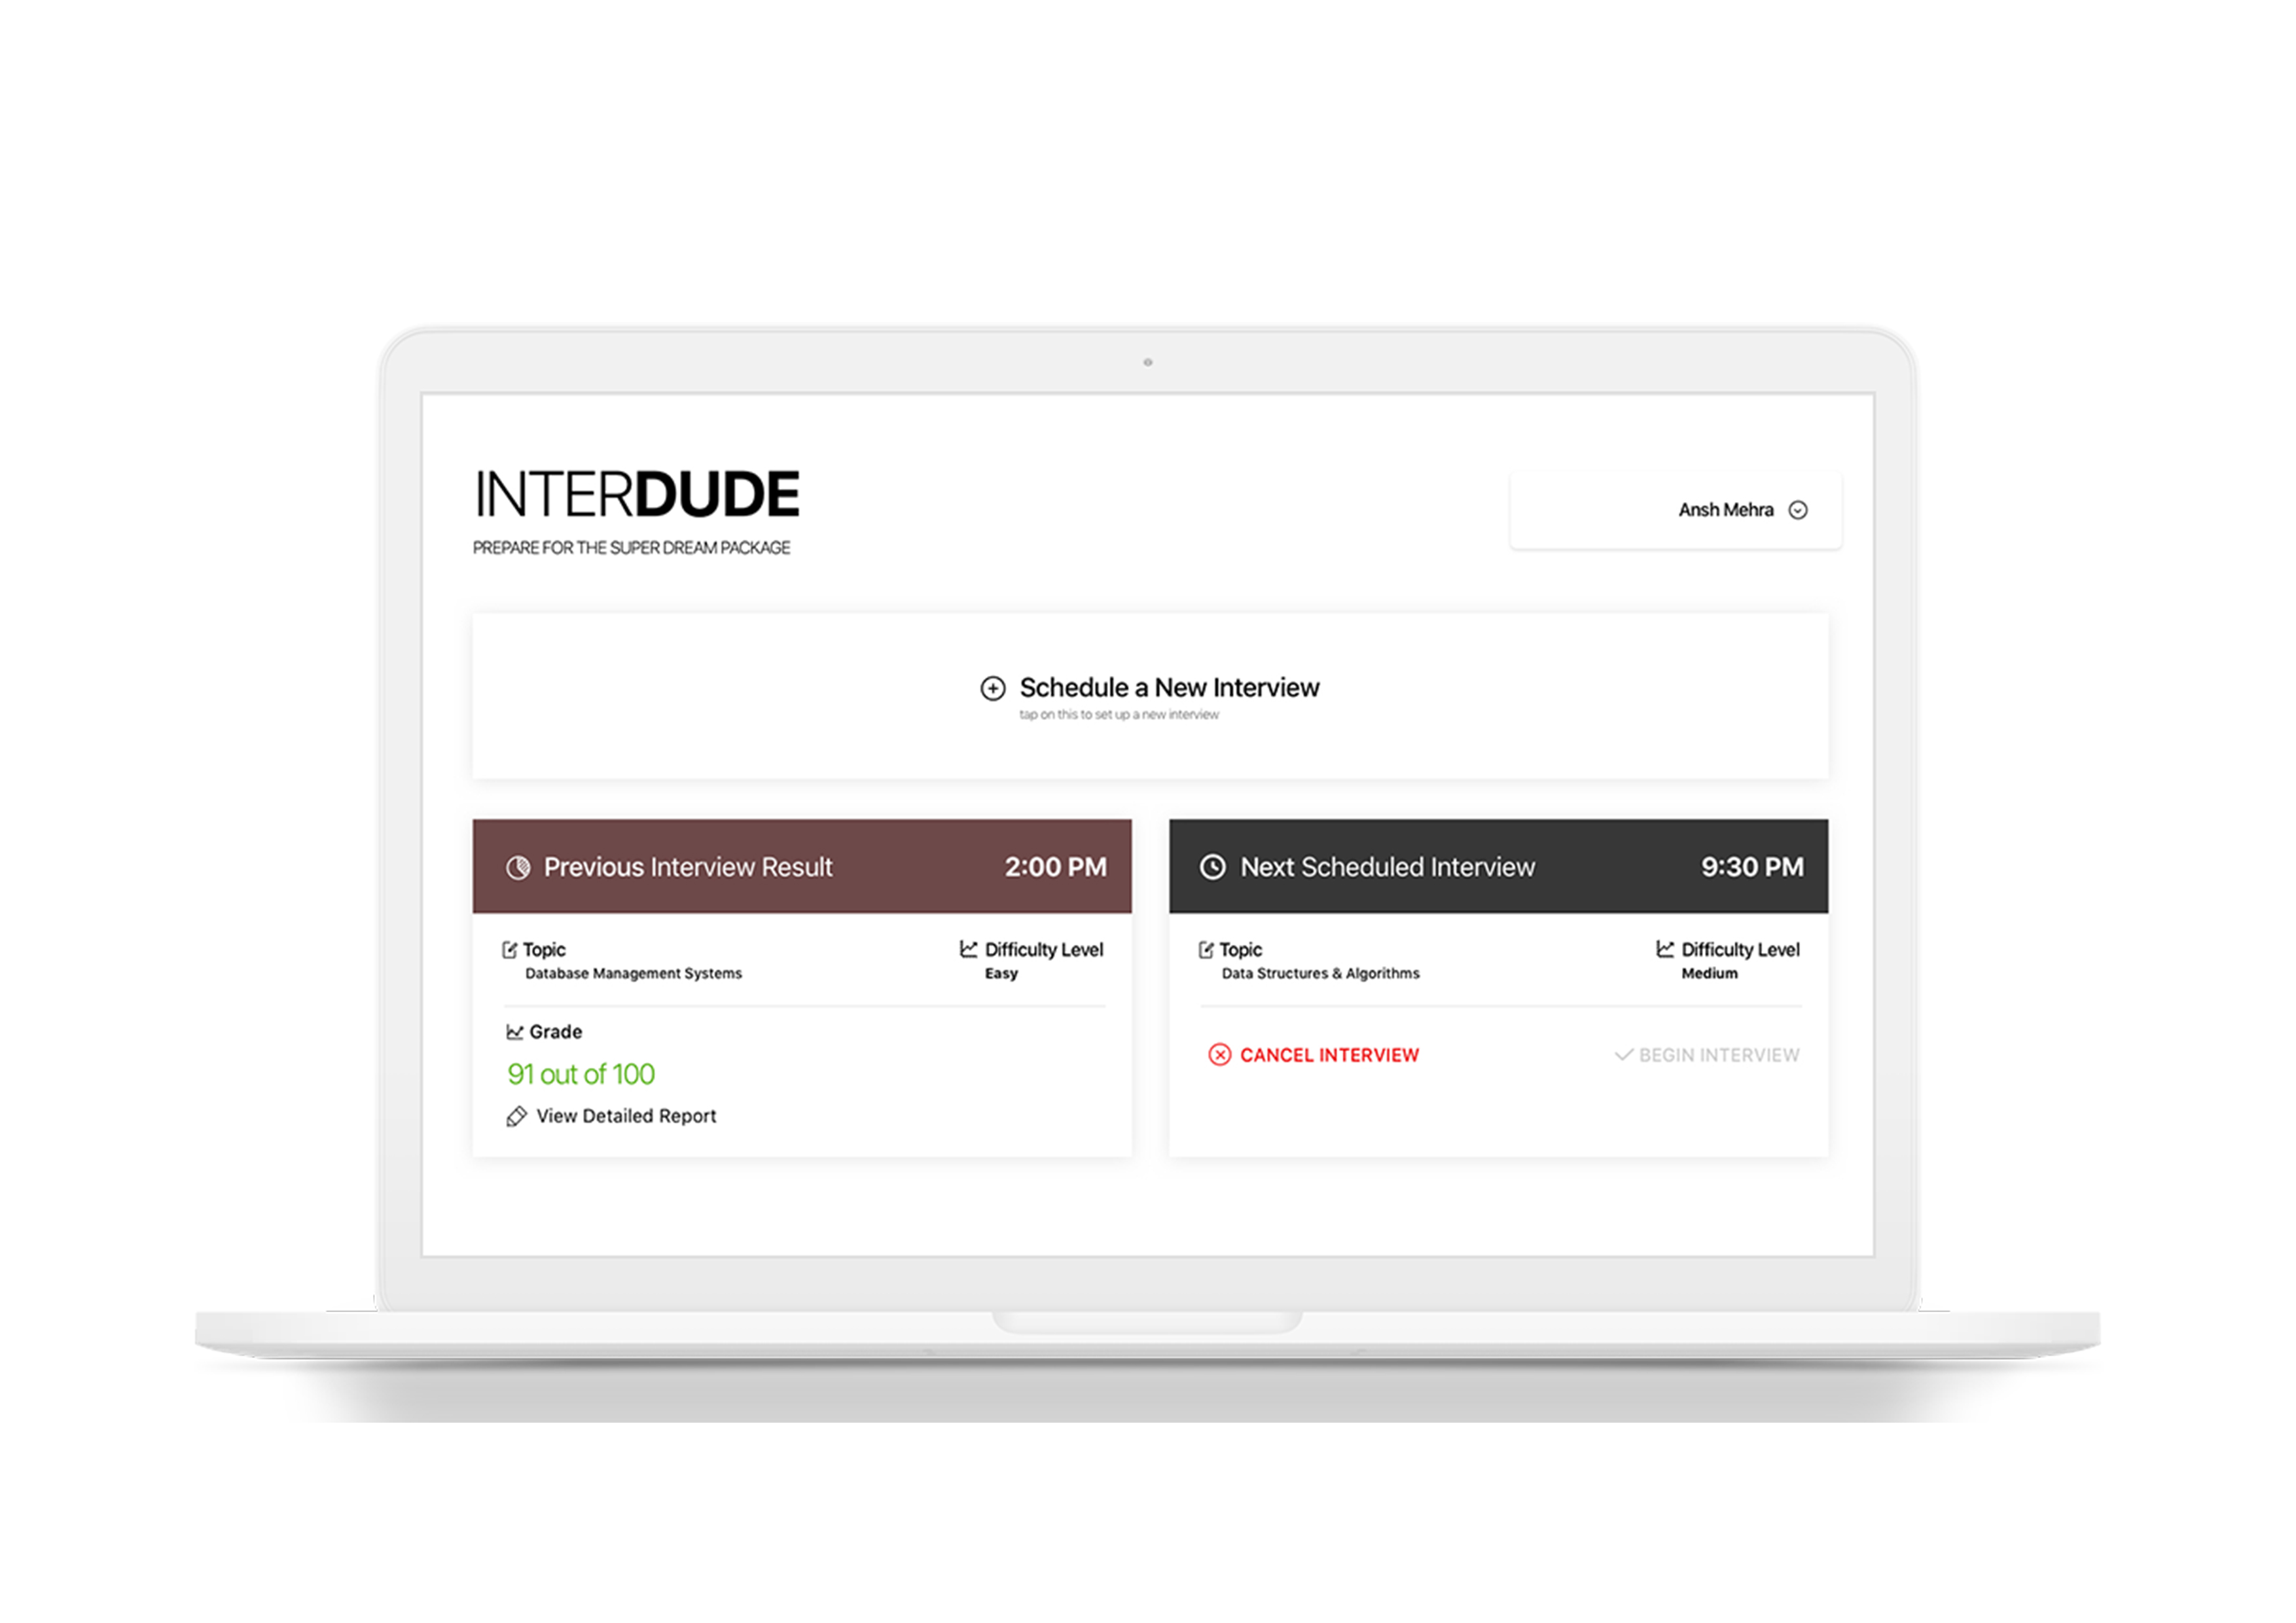 INTERDUDE
PREPARE FOR THE SUPER DREAM PACKAGE
Ansh Mehra
Schedule a New Interview
tap on this to set up a new interview
Previous Interview Result 2:00 PM
Topic Difficulty Level
Database Management Systems Easy
Grade
91 out of 100
View Detailed Report
Next Scheduled Interview 9:30 PM
Topic Difficulty Level
Data Structures & Algorithms Medium
CANCEL INTERVIEW BEGIN INTERVIEW